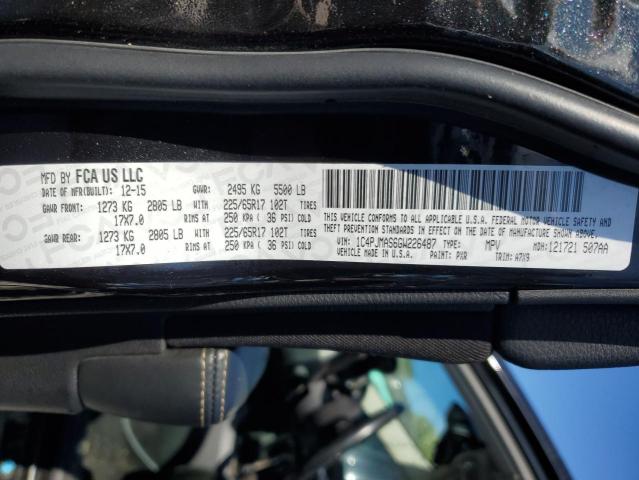 MFD BY FCA US LLC
DATE OF MFR(BUILT): 12-15 GVWR: 2495 KG 5500 LB
GAWR FRONT: 1273 KG 2805 LB WITH 225/65R17 102T TIRES
17X7.0 RIMS AT 250 KPA ( 36 PSI) COLD
GAWR REAR: 1273 KG 2805 LB WITH 225/65R17 102T TIRES
17X7.0 RIMS AT 250 KPA ( 36 PSI) COLD
THIS VEHICLE CONFORMS TO ALL APPLICABLE U.S.A. FEDERAL MOTOR VEHICLE SAFETY, BUMPER, AND
THEFT PREVENTION STANDARDS IN EFFECT ON THE DATE OF MANUFACTURE SHOWN ABOVE.
VIN: 1C4PJMAS6GW226487 TYPE: MPV MDH: 121721 507AA
VEHICLE MADE IN U.S.A. PAINT: PXR TRIM: A7X9